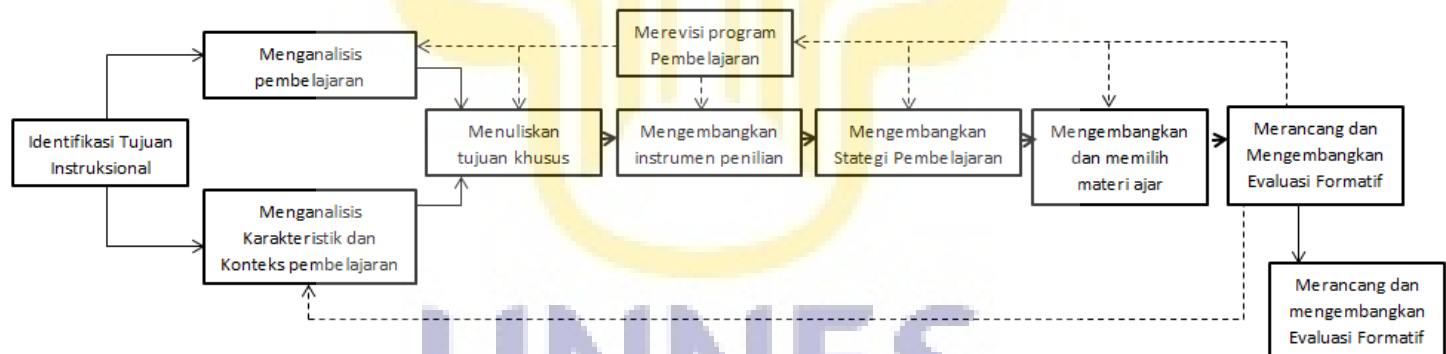 Merevisi program
Pembelajaran
Menganalisis
pembelajaran
Identifikasi Tujuan
Instruksional
Menuliskan
tujuan khusus
Mengembangkan
instrumen penilian
Mengembangkan
Stategi Pembelajaran
Mengembangkan
dan memilih
materi ajar
Merancang dan
Mengembangkan
Evaluasi Formatif
Menganalisis
Karakteristik dan
Konteks pembelajaran
Merancang dan
mengembangkan
Evaluasi Formatif
UNNES